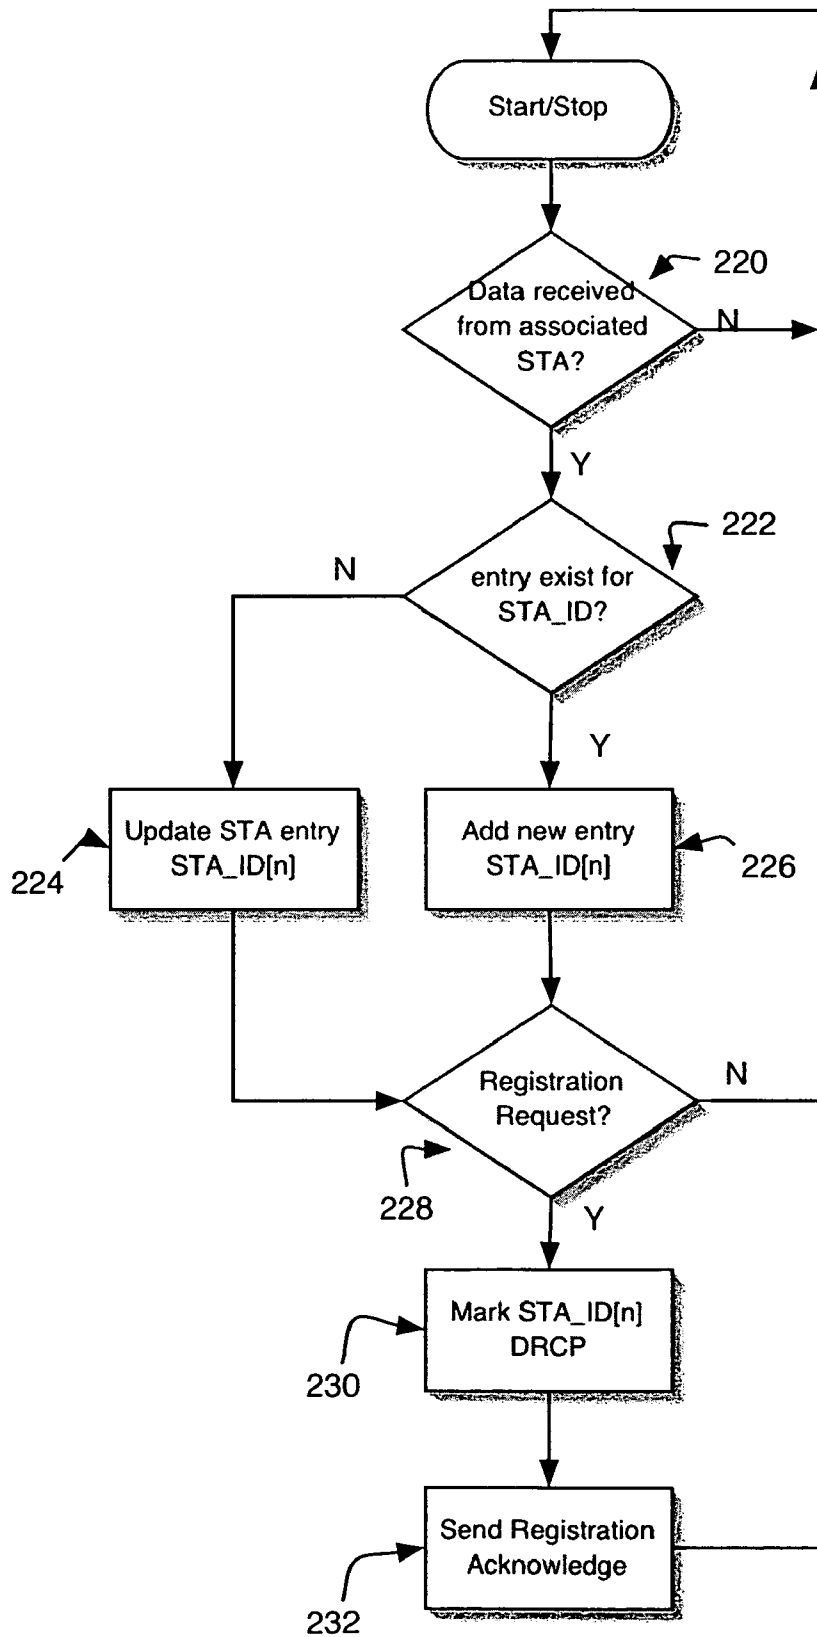 Start/Stop
220
Data received
from associated
STA?
N
Y
222
entry exist for
STA_ID?
N
Y
Update STA entry
STA_ID[n]
224
Add new entry
STA_ID[n]
226
Registration
Request?
N
228
Y
Mark STA_ID[n]
DRCP
230
Send Registration
Acknowledge
232